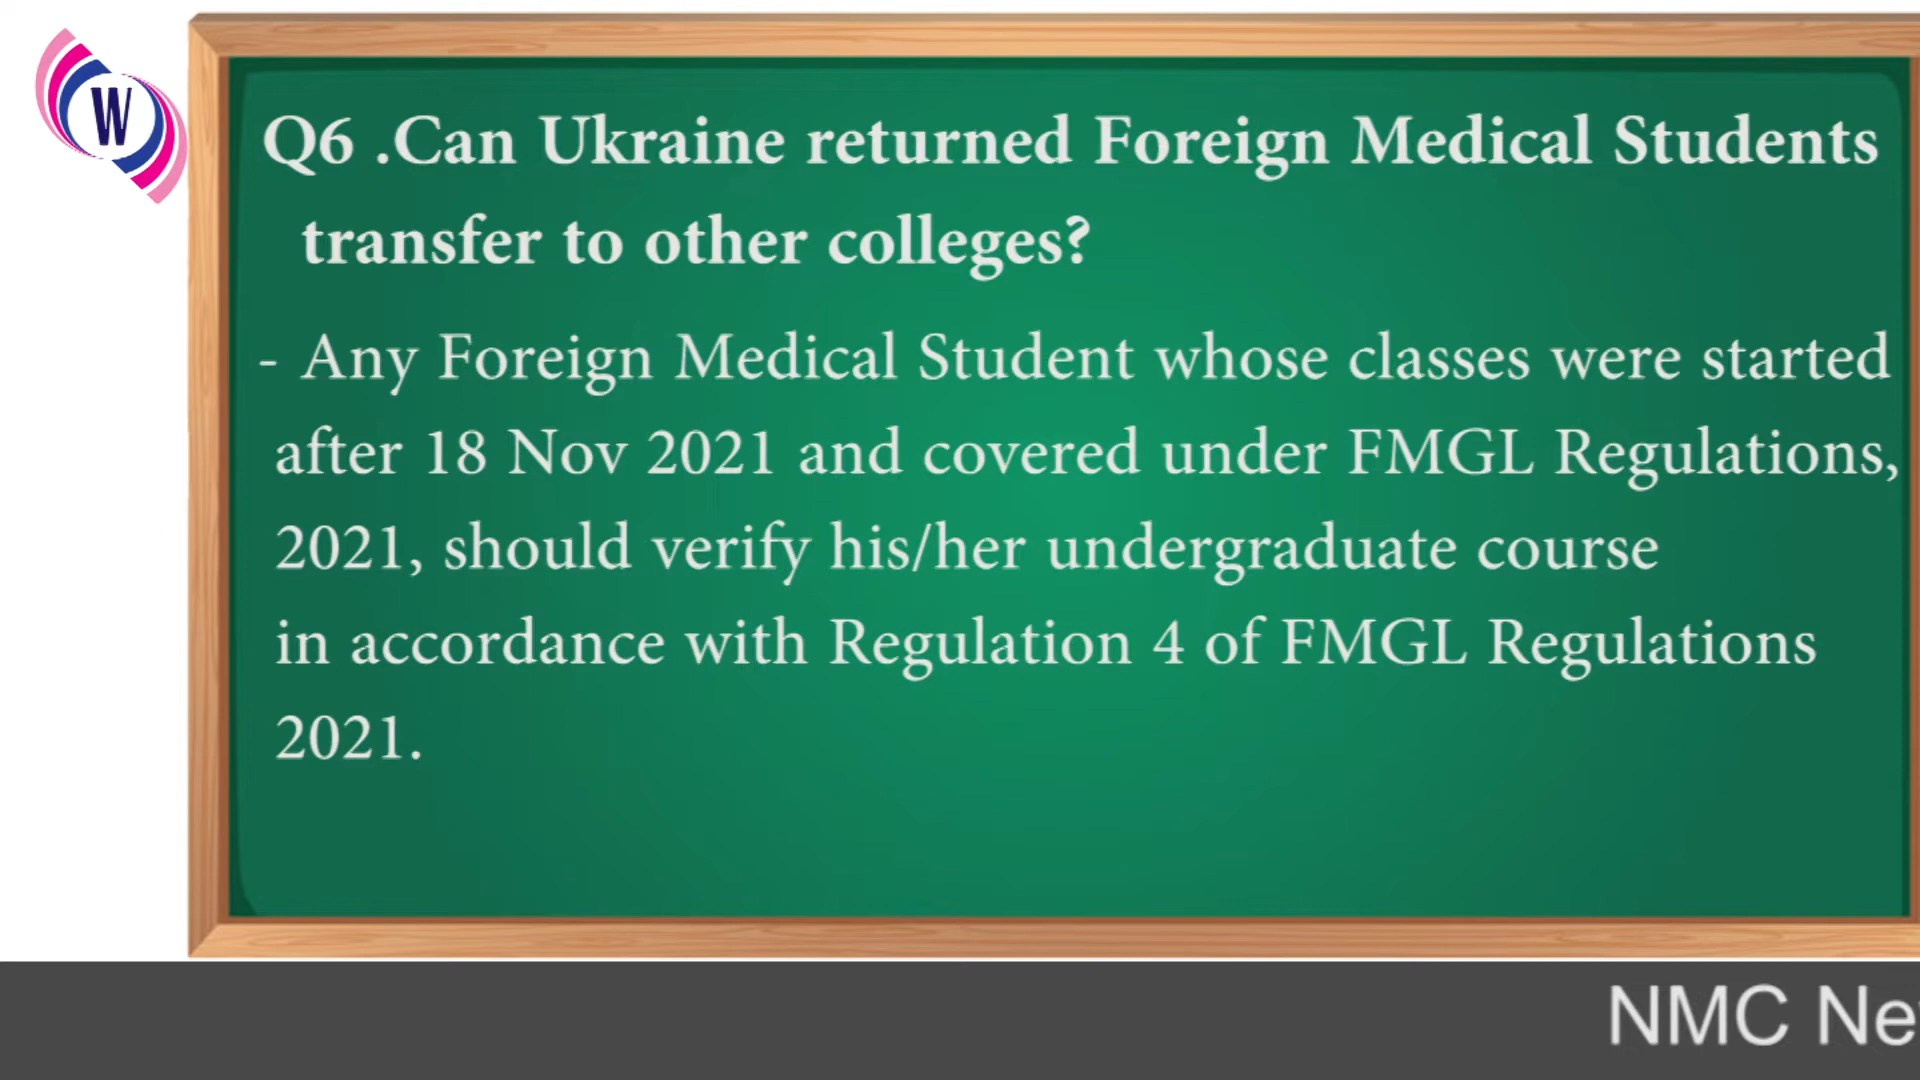 W
Q6 .Can Ukraine returned Foreign Medical Students
transfer to other colleges?
- Any Foreign Medical Student whose classes were started
after 18 Nov 2021 and covered under FMGL Regulations,
2021, should verify his/her undergraduate course
in accordance with Regulation 4 of FMGL Regulations
2021.
NMC